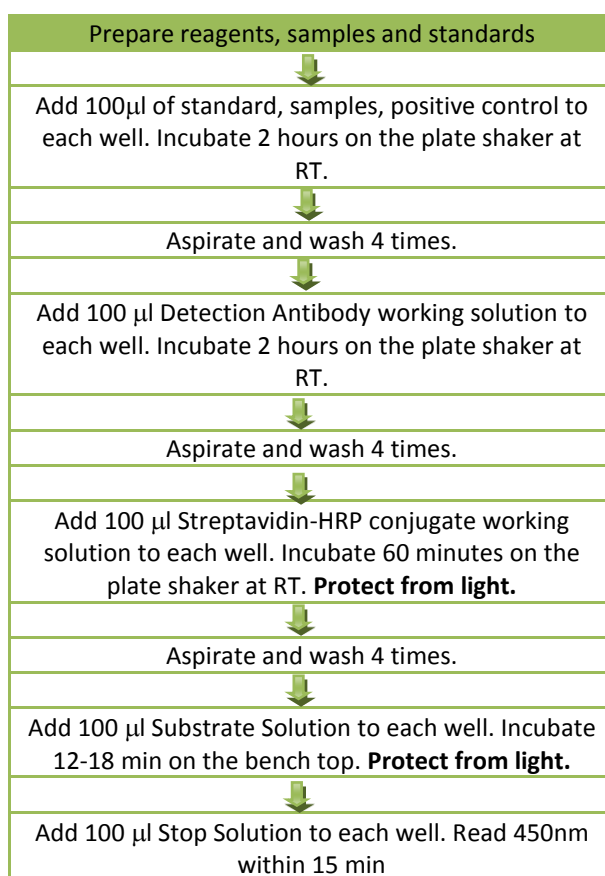 Prepare reagents, samples and standards
Add 100μl of standard, samples, positive control to
each well. Incubate 2 hours on the plate shaker at
RT.
Aspirate and wash 4 times.
Add 100 μl Detection Antibody working solution to
each well. Incubate 2 hours on the plate shaker at
RT.
Aspirate and wash 4 times.
Add 100 μl Streptavidin-HRP conjugate working
solution to each well. Incubate 60 minutes on the
plate shaker at RT. Protect from light.
Aspirate and wash 4 times.
Add 100 μl Substrate Solution to each well. Incubate
12-18 min on the bench top. Protect from light.
Add 100 μl Stop Solution to each well. Read 450nm
within 15 min